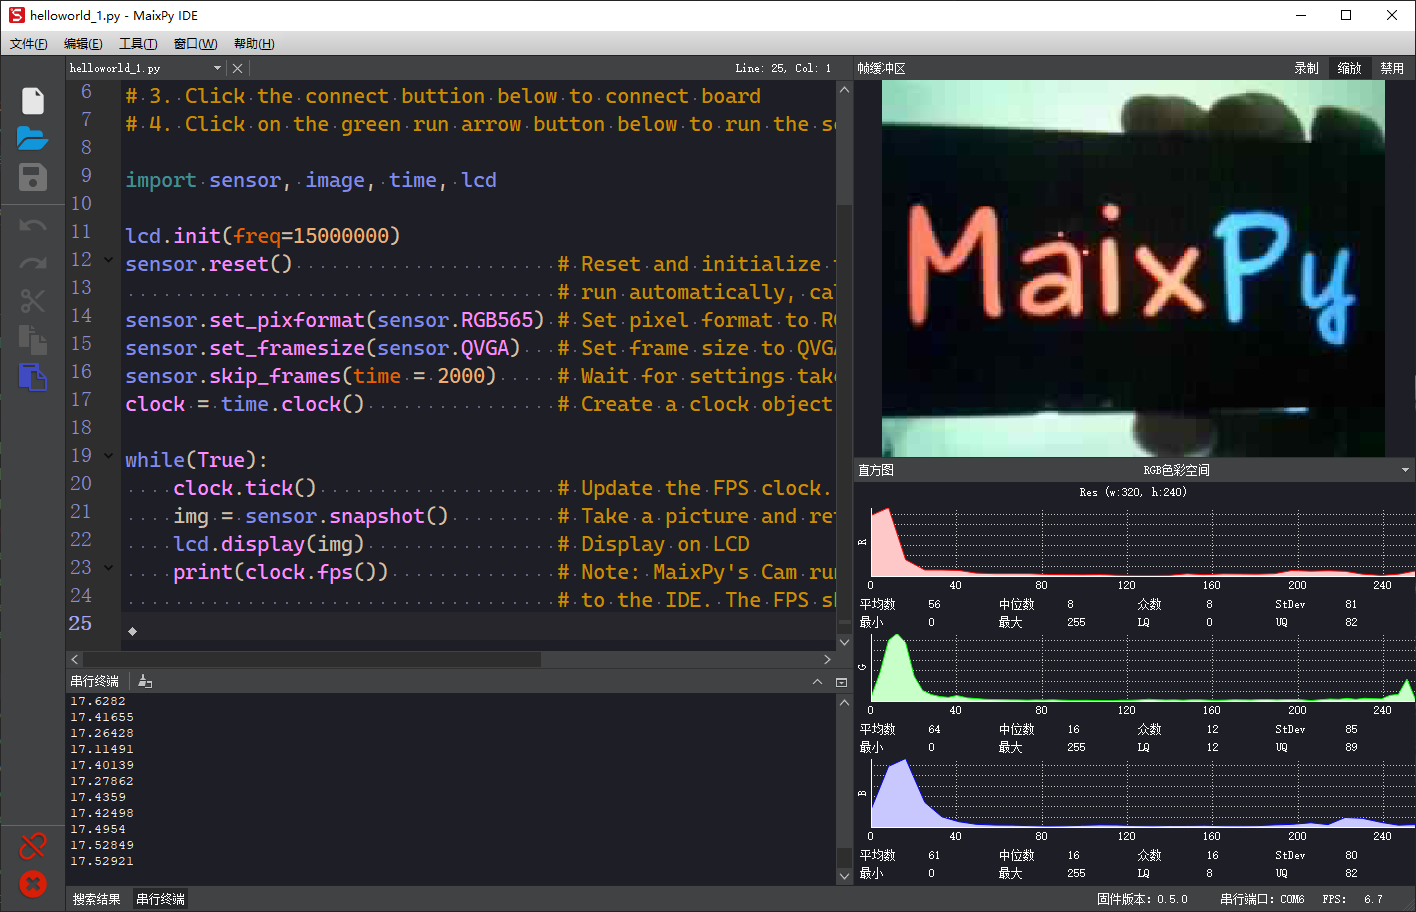 helloworld_1.py - MaixPy IDE
文件(F) 编辑(E) 工具(T) 窗口(W) 帮助(H)
helloworld_1.py Line: 25, Col: 1
6 # 3. Click the connect buttion below to connect board
7 # 4. Click on the green run arrow button below to run the
8
9 import sensor, image, time, lcd
10
11 lcd.init(freq=15000000)
12 sensor.reset() # Reset and initialize
13 # run automatically,
14 sensor.set_pixformat(sensor.RGB565) # Set pixel format to
15 sensor.set_framesize(sensor.QVGA) # Set frame size to QVGA
16 sensor.skip_frames(time = 2000) # Wait for settings
17 clock = time.clock() # Create a clock object
18
19 while(True):
20 clock.tick() # Update the FPS clock.
21 img = sensor.snapshot() # Take a picture and
22 lcd.display(img) # Display on LCD
23 print(clock.fps()) # Note: MaixPy's Cam
24 # to the IDE. The FPS
25
串行终端
17.6282
17.41655
17.26428
17.11491
17.40139
17.27862
17.4359
17.42498
17.4954
17.52849
17.52921
搜索结果 串行终端
帧缓冲区 录制 缩放 禁用
MaixPy
直方图 RGB色彩空间
Res (w:320, h:240)
R
0 40 80 120 160 200 240
平均数 56 中位数 8 众数 8 StDev 81
最小 0 最大 255 LQ 0 UQ 82
G
0 40 80 120 160 200 240
平均数 64 中位数 16 众数 12 StDev 85
最小 0 最大 255 LQ 12 UQ 89
B
0 40 80 120 160 200 240
平均数 61 中位数 16 众数 16 StDev 80
最小 0 最大 255 LQ 8 UQ 82
固件版本: 0.5.0 串行端口: COM6 FPS: 6.7